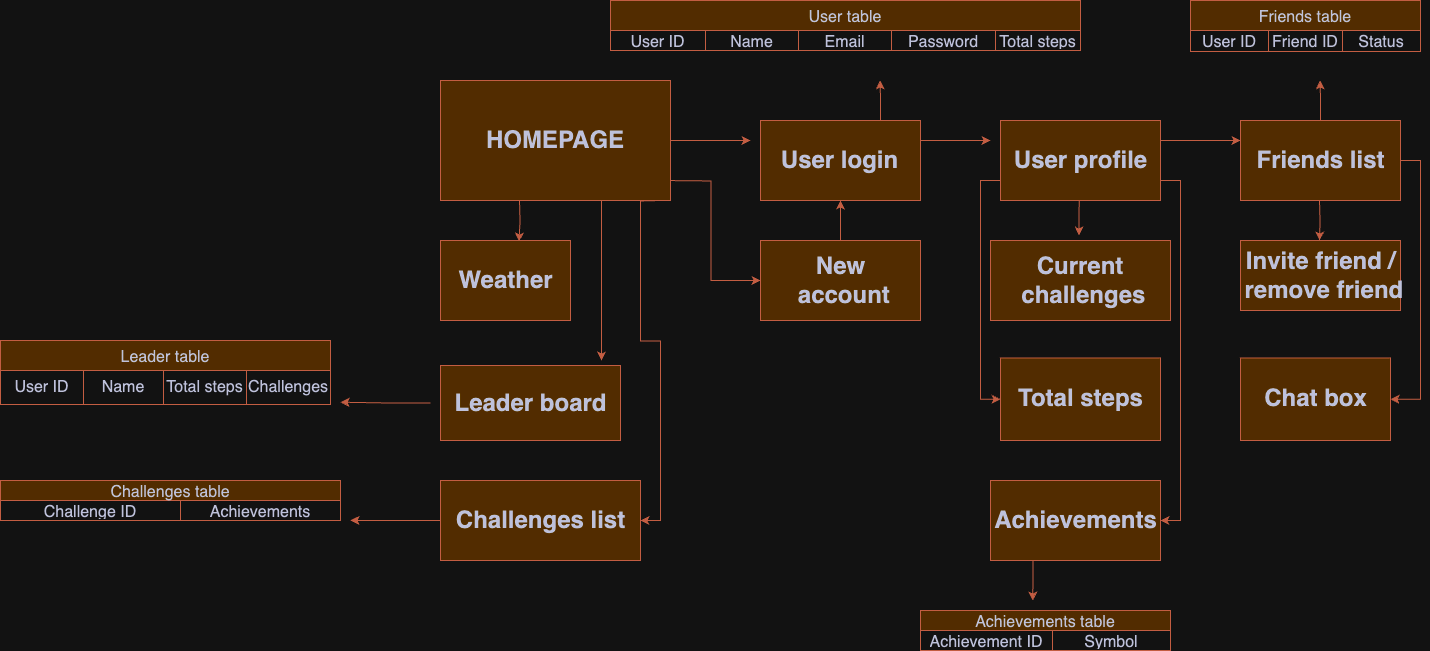 User table
User ID Name Email Password Total steps
Friends table
User ID Friend ID Status
HOMEPAGE
User login
User profile
Friends list
Weather
New
account
Current
challenges
Invite friend /
remove friend
Leader table
User ID Name Total steps Challenges
Leader board
Total steps
Chat box
Challenges table
Challenge ID Achievements
Challenges list
Achievements
Achievements table
Achievement ID Symbol